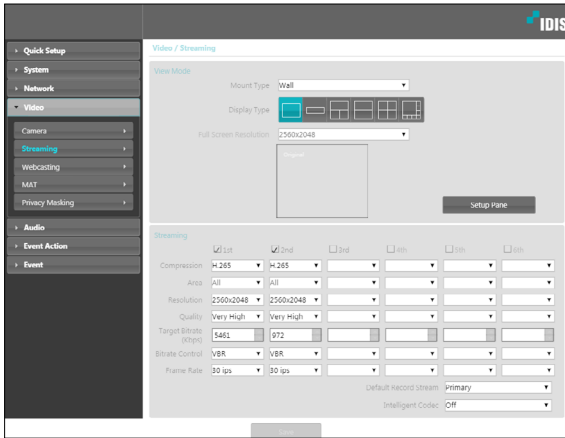 IDIS
Quick Setup
System
Network
Video
Camera
Streaming
Webcasting
MAT
Privacy Masking
Audio
Event Action
Event
Video / Streaming
View Mode
Mount Type Wall
Display Type
Full Screen Resolution 2560x2048
Original
Setup Pane
Streaming
1st 2nd 3rd 4th 5th 6th
Compression H.265 H.265
Area All All
Resolution 2560x2048 2560x2048
Quality Very High Very High
Target Bitrate
(Kbps) 5461 972
Bitrate Control VBR VBR
Frame Rate 30 ips 30 ips
Default Record Stream Primary
Intelligent Codec Off
Save